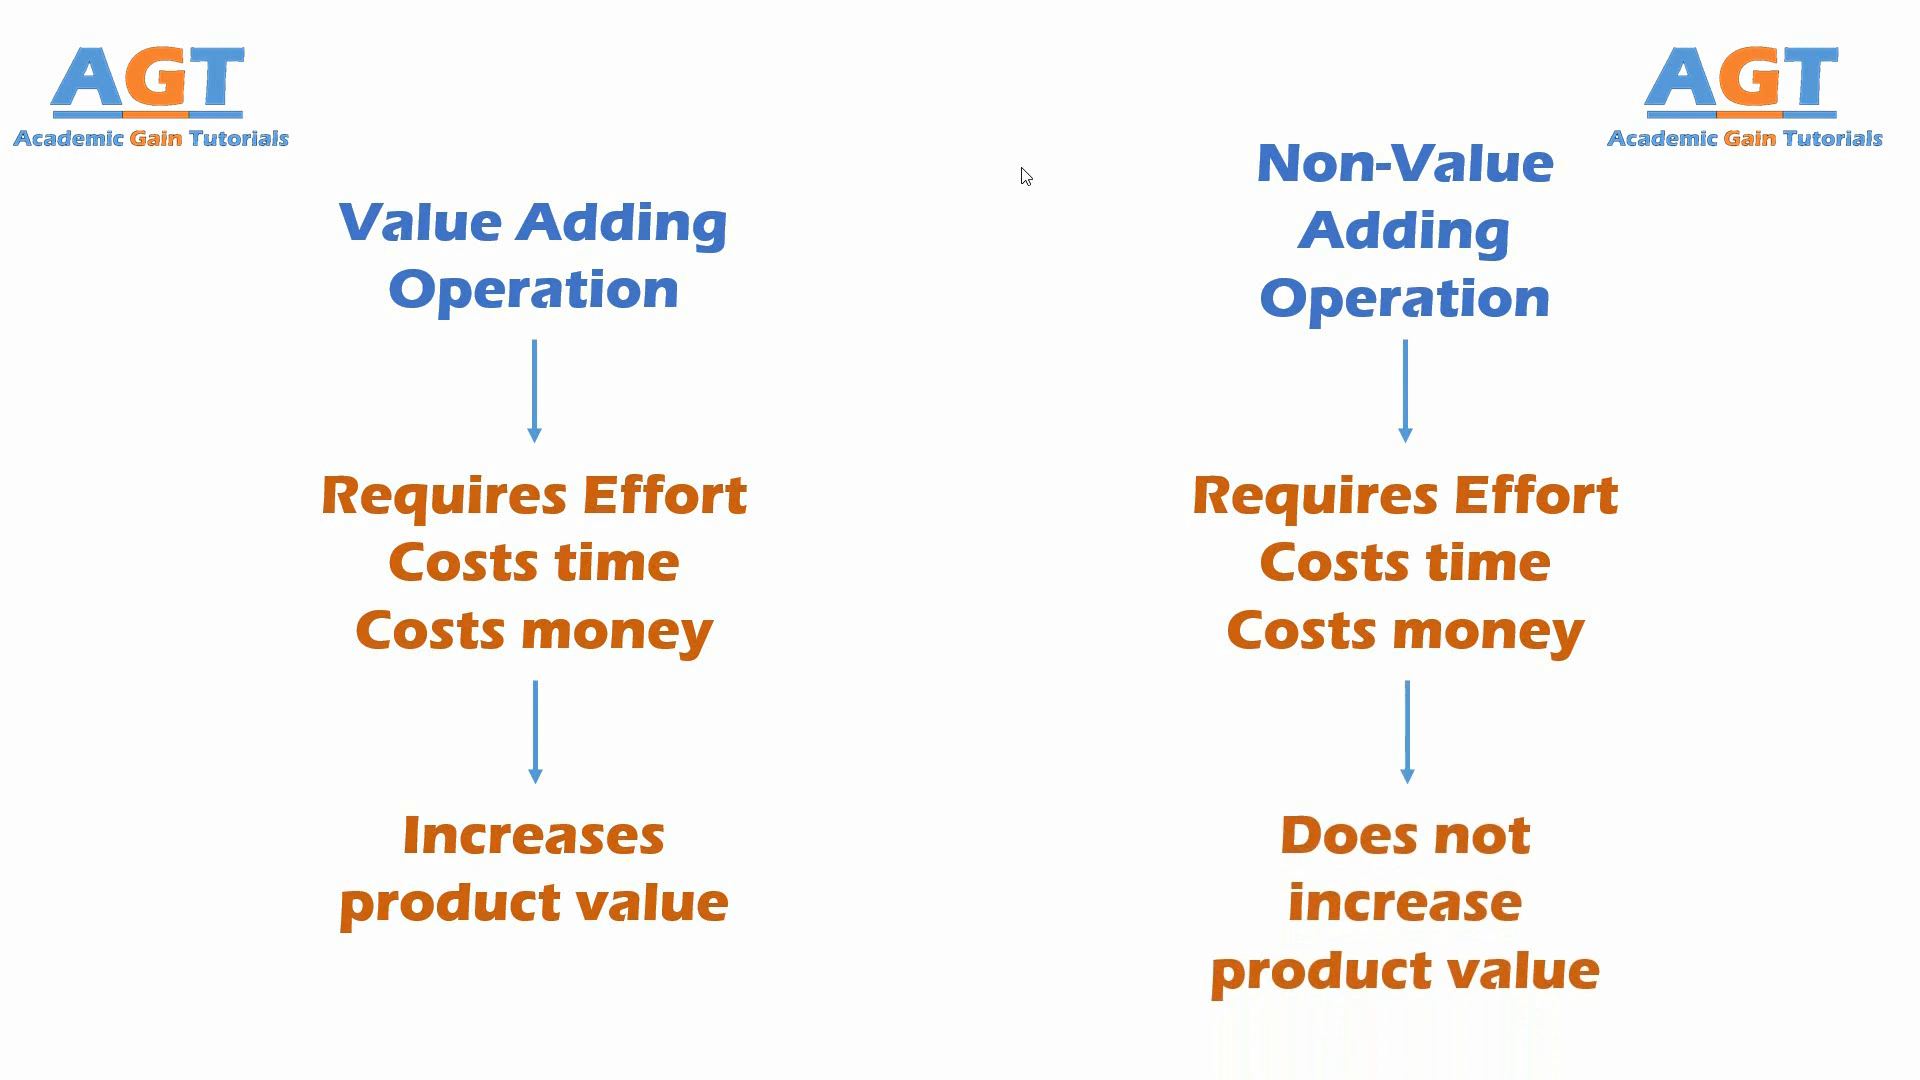 AGT
Academic Gain Tutorials
AGT
Academic Gain Tutorials
Value Adding
Operation
Requires Effort
Costs time
Costs money
Increases
product value
Non-Value
Adding
Operation
Requires Effort
Costs time
Costs money
Does not
increase
product value